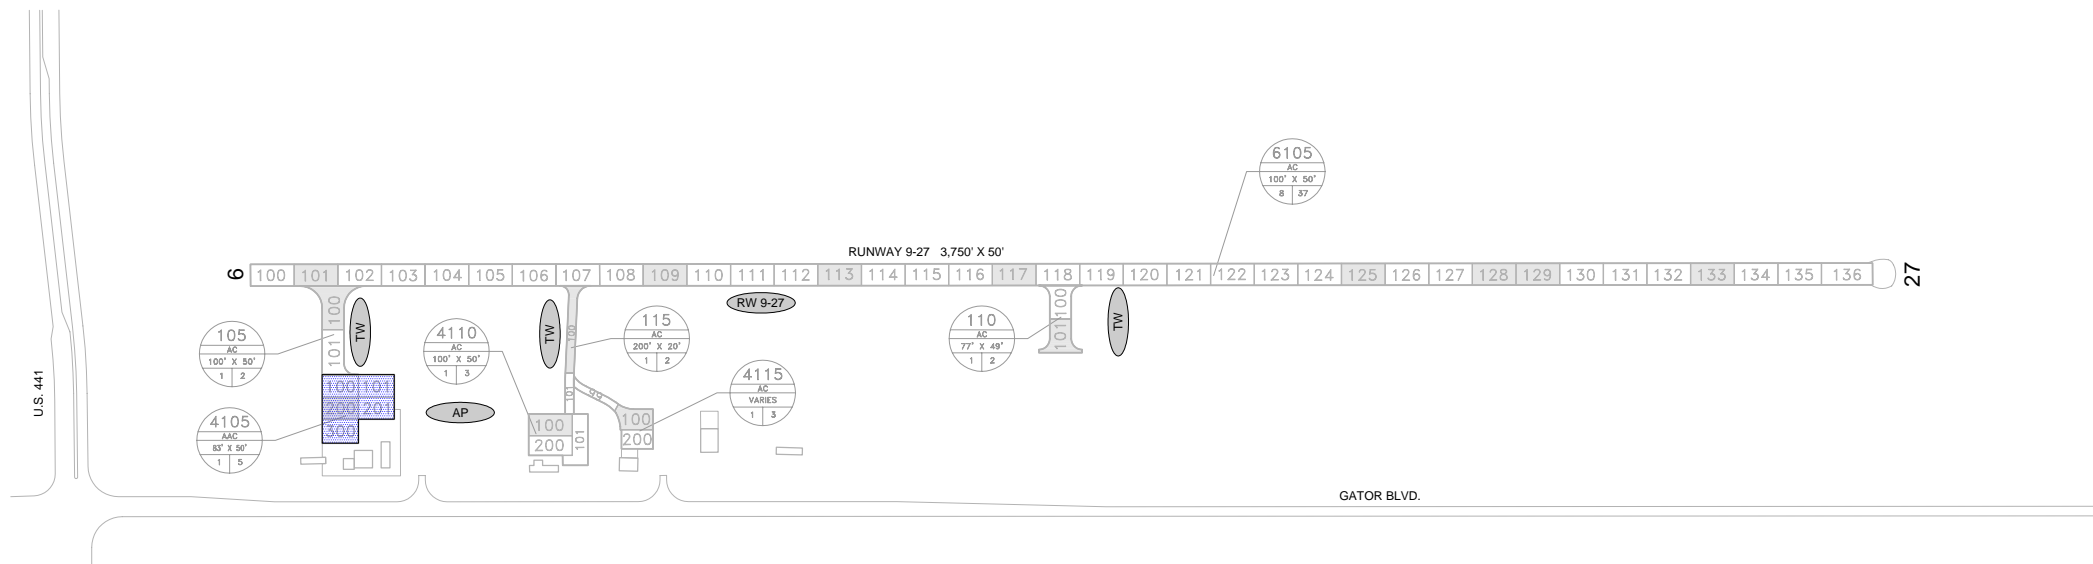 6105
AC
100' X 50'
8 37
RUNWAY 9-27 3,750' X 50'
9 100 101 102 103 104 105 106 107 108 109 110 111 112 113 114 115 116 117 118 119 120 121 122 123 124 125 126 127 128 129 130 131 132 133 134 135 136 27
100
101
TW
105
AC
100' X 50'
1 2
4110
AC
100' X 50'
1 3
TW
100
101
99
115
AC
200' X 20'
1 2
RW 9-27
110
AC
77' X 49'
1 2
100
101
TW
4115
AC
VARIES
1 3
U.S. 441
100 101
200 201
300
4105
AAC
83' X 50'
1 5
AP
100
200
101
100
200
GATOR BLVD.